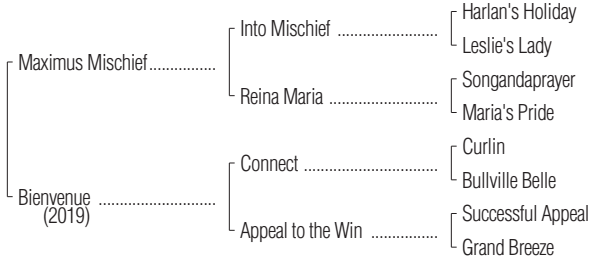 Harlan's Holiday
Into Mischief ........................
Leslie's Lady
Maximus Mischief................
Songandaprayer
Reina Maria ..........................
Maria's Pride
Curlin
Connect ................................
Bullville Belle
Bienvenue ............................
(2019)
Successful Appeal
Appeal to the Win ................
Grand Breeze